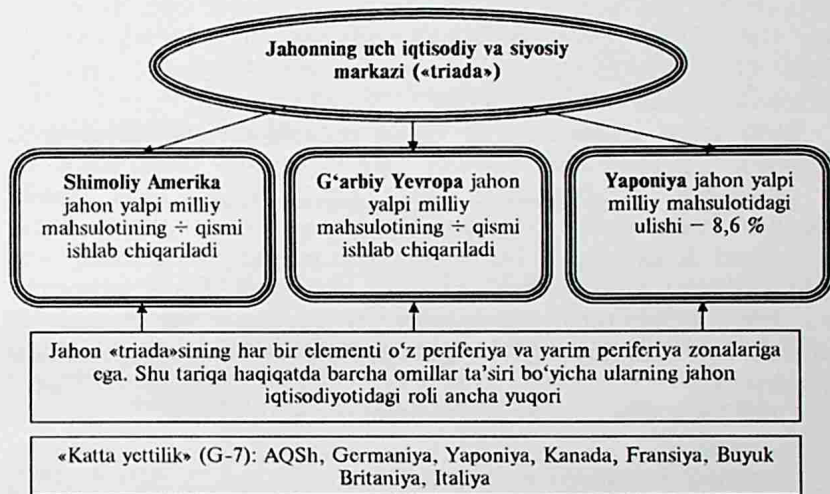 Jahonning uch iqtisodiy va siyosiy
markazi («triada»)
Shimoliy Amerika
jahon yalpi milliy
mahsulotining ÷ qismi
ishlab chiqariladi
G‘arbiy Yevropa jahon
yalpi milliy
mahsulotining ÷ qismi
ishlab chiqariladi
Yaponiya jahon yalpi
milliy mahsulotidagi
ulishi − 8,6 %
Jahon «triada»sining har bir elementi o‘z periferiya va yarim periferiya zonalariga
ega. Shu tariqa haqiqatda barcha omillar ta’siri bo‘yicha ularning jahon
iqtisodiyotidagi roli ancha yuqori
«Katta yettilik» (G-7): AQSh, Germaniya, Yaponiya, Kanada, Fransiya, Buyuk
Britaniya, Italiya